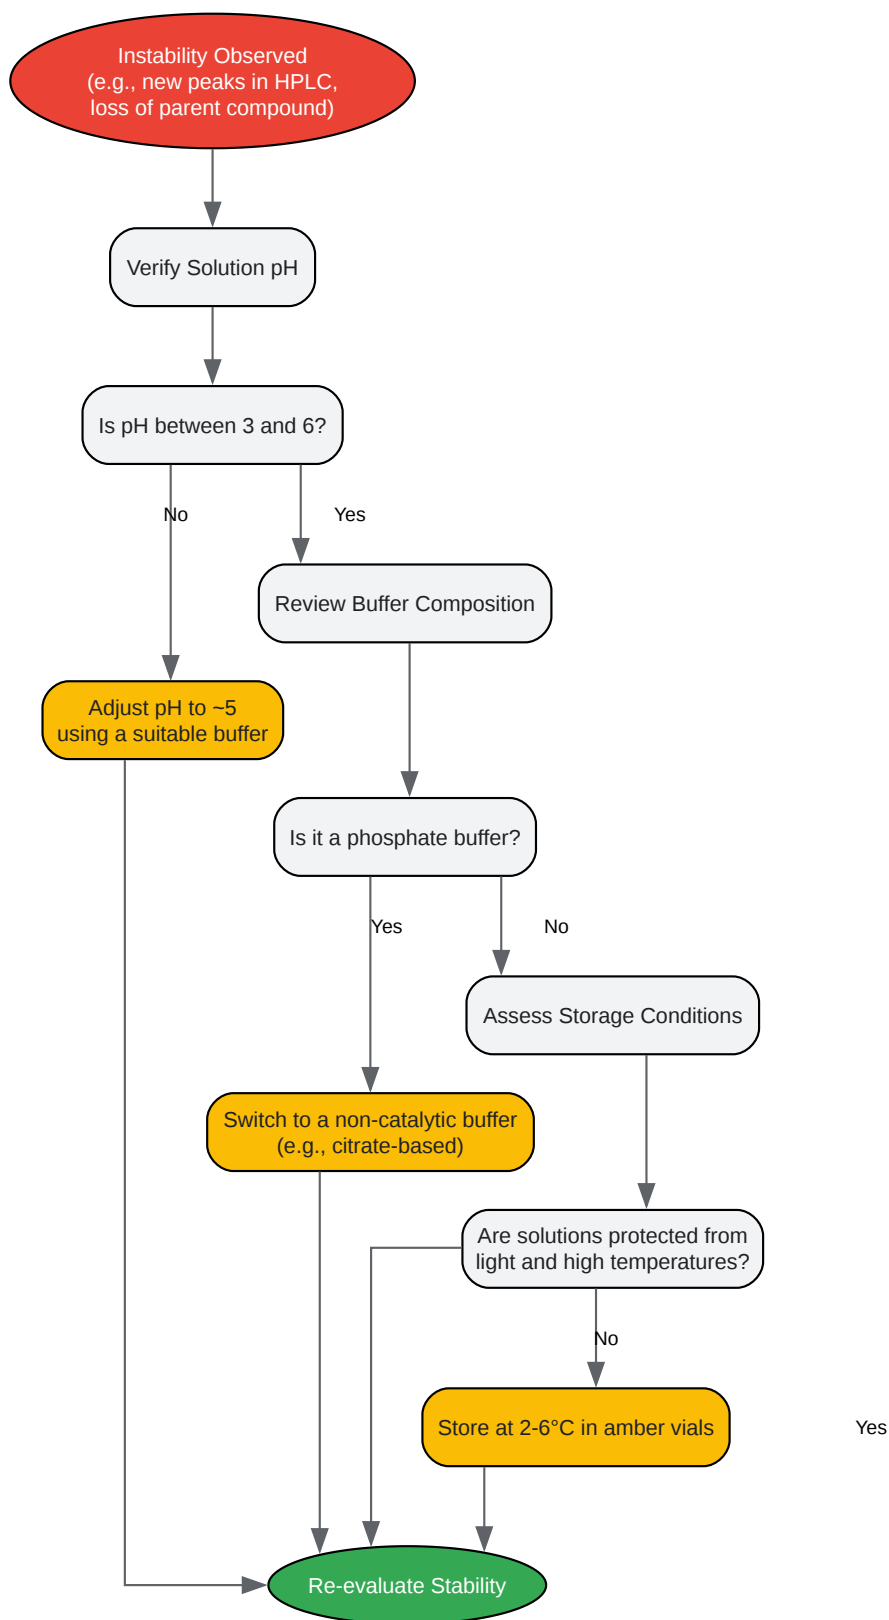 Instability Observed
(e.g., new peaks in HPLC,
loss of parent compound)
Verify Solution pH
Is pH between 3 and 6?
No
Yes
Review Buffer Composition
Adjust pH to ~5
using a suitable buffer
Is it a phosphate buffer?
Yes
No
Assess Storage Conditions
Switch to a non-catalytic buffer
(e.g., citrate-based)
Are solutions protected from
light and high temperatures?
No
Store at 2-6°C in amber vials
Yes
Re-evaluate Stability